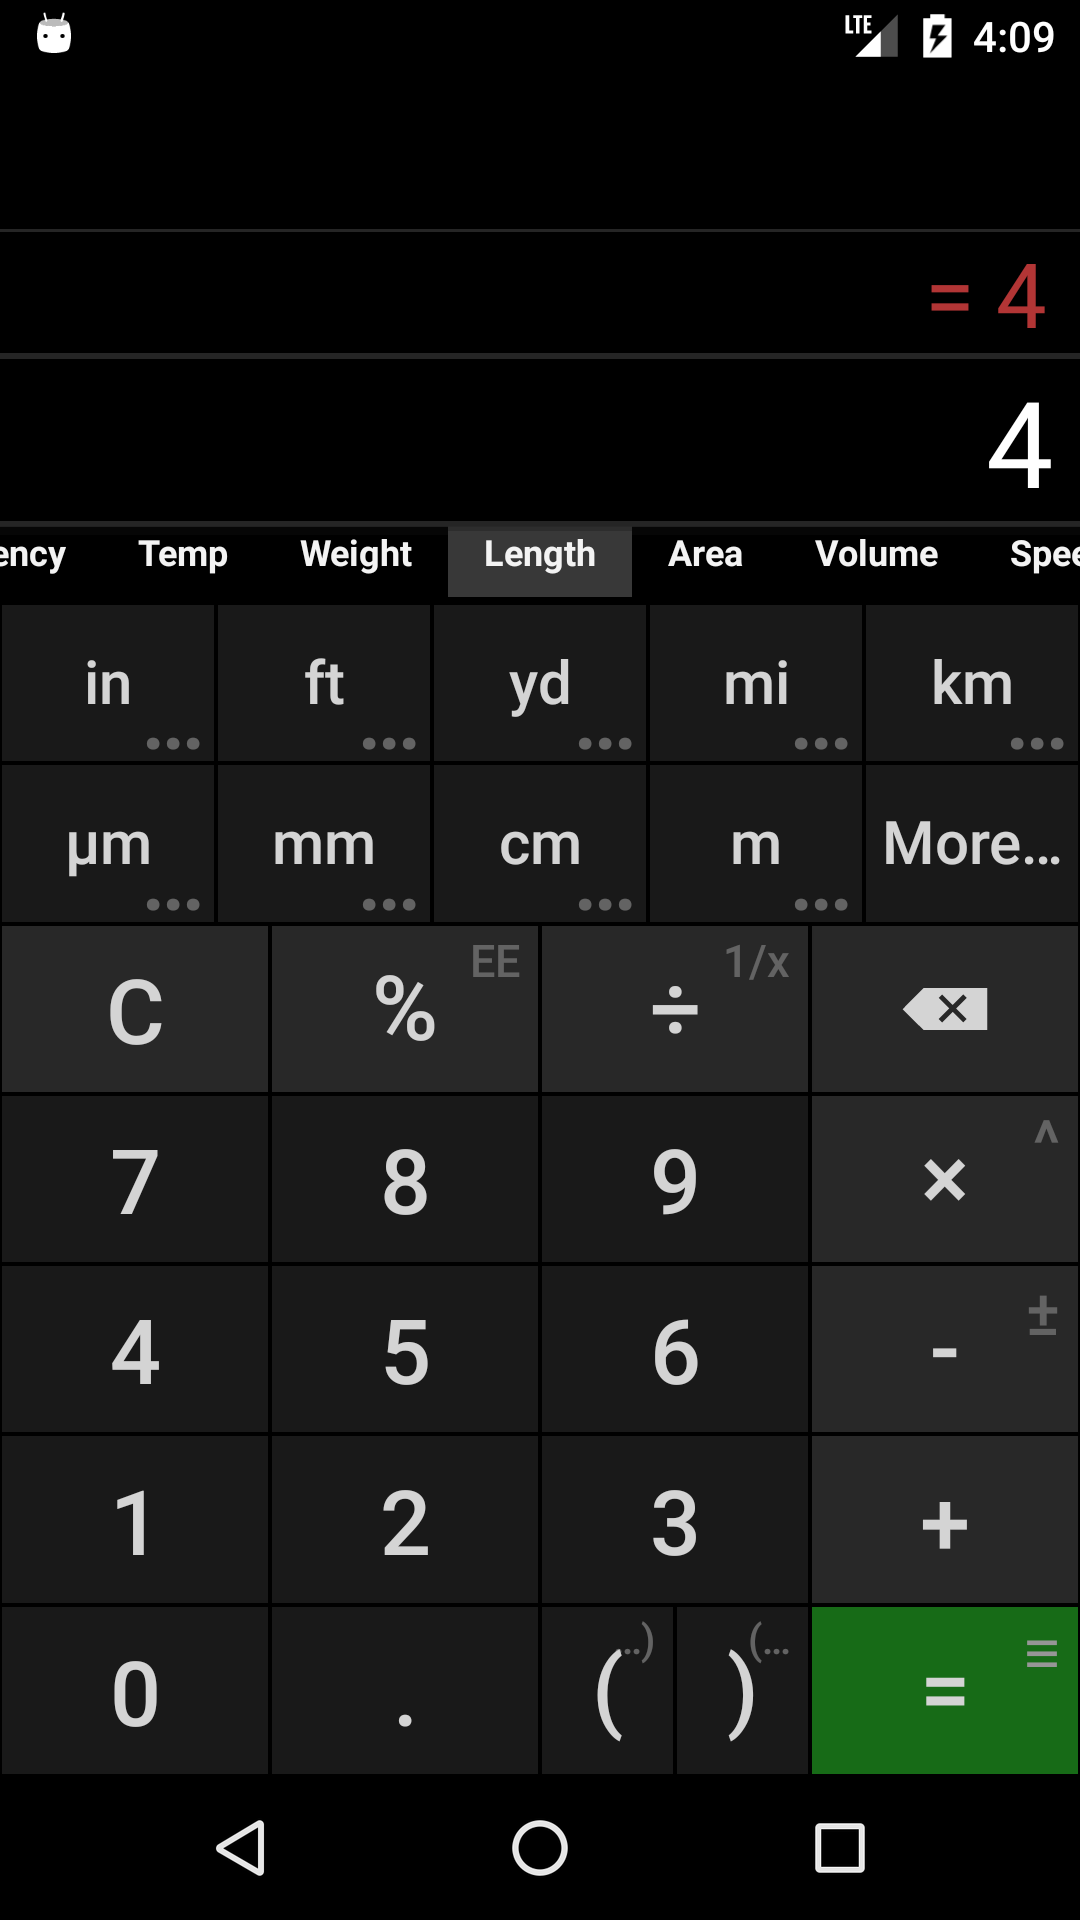 LTE 4:09
= 4
4
ency Temp Weight Length Area Volume Spee
in ft yd mi km
µm mm cm m More...
C % EE ÷ 1/x
7 8 9 × ^
4 5 6 - ±
1 2 3 +
0 . ( ..) ) (... =